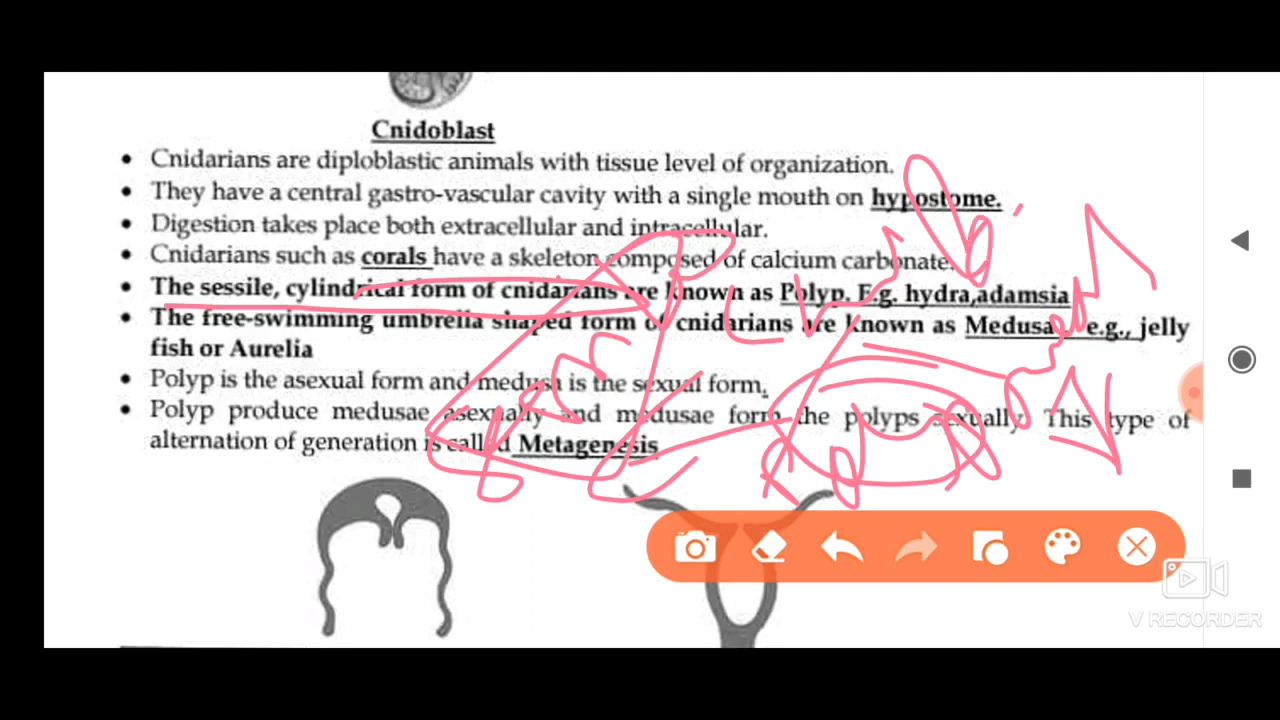 Cnidoblast
• Cnidarians are diploblastic animals with tissue level of organization.
• They have a central gastro-vascular cavity with a single mouth on hypostome.
• Digestion takes place both extracellular and intracellular.
• Cnidarians such as corals have a skeleton composed of calcium carbonate.
• The sessile, cylindrical form of cnidarians are known as Polyp. E.g. hydra,adamsia
• The free-swimming umbrella shaped form of cnidarians are known as Medusa. e.g., jelly
fish or Aurelia
• Polyp is the asexual form and medusa is the sexual form.
• Polyp produce medusae asexually and medusae form the polyps sexually. This type of
alternation of generation is called Metagenesis
V RECORDER